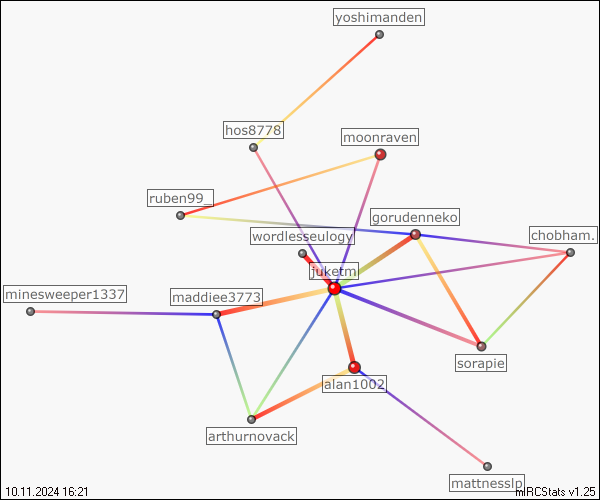 yoshimanden
hos8778
moonraven
ruben99_
gorudenneko
wordlesseulogy
chobham.
juketm
minesweeper1337
maddiee3773
sorapie
alan1002
arthurnovack
mattnesslp
10.11.2024 16:21
mIRCStats v1.25